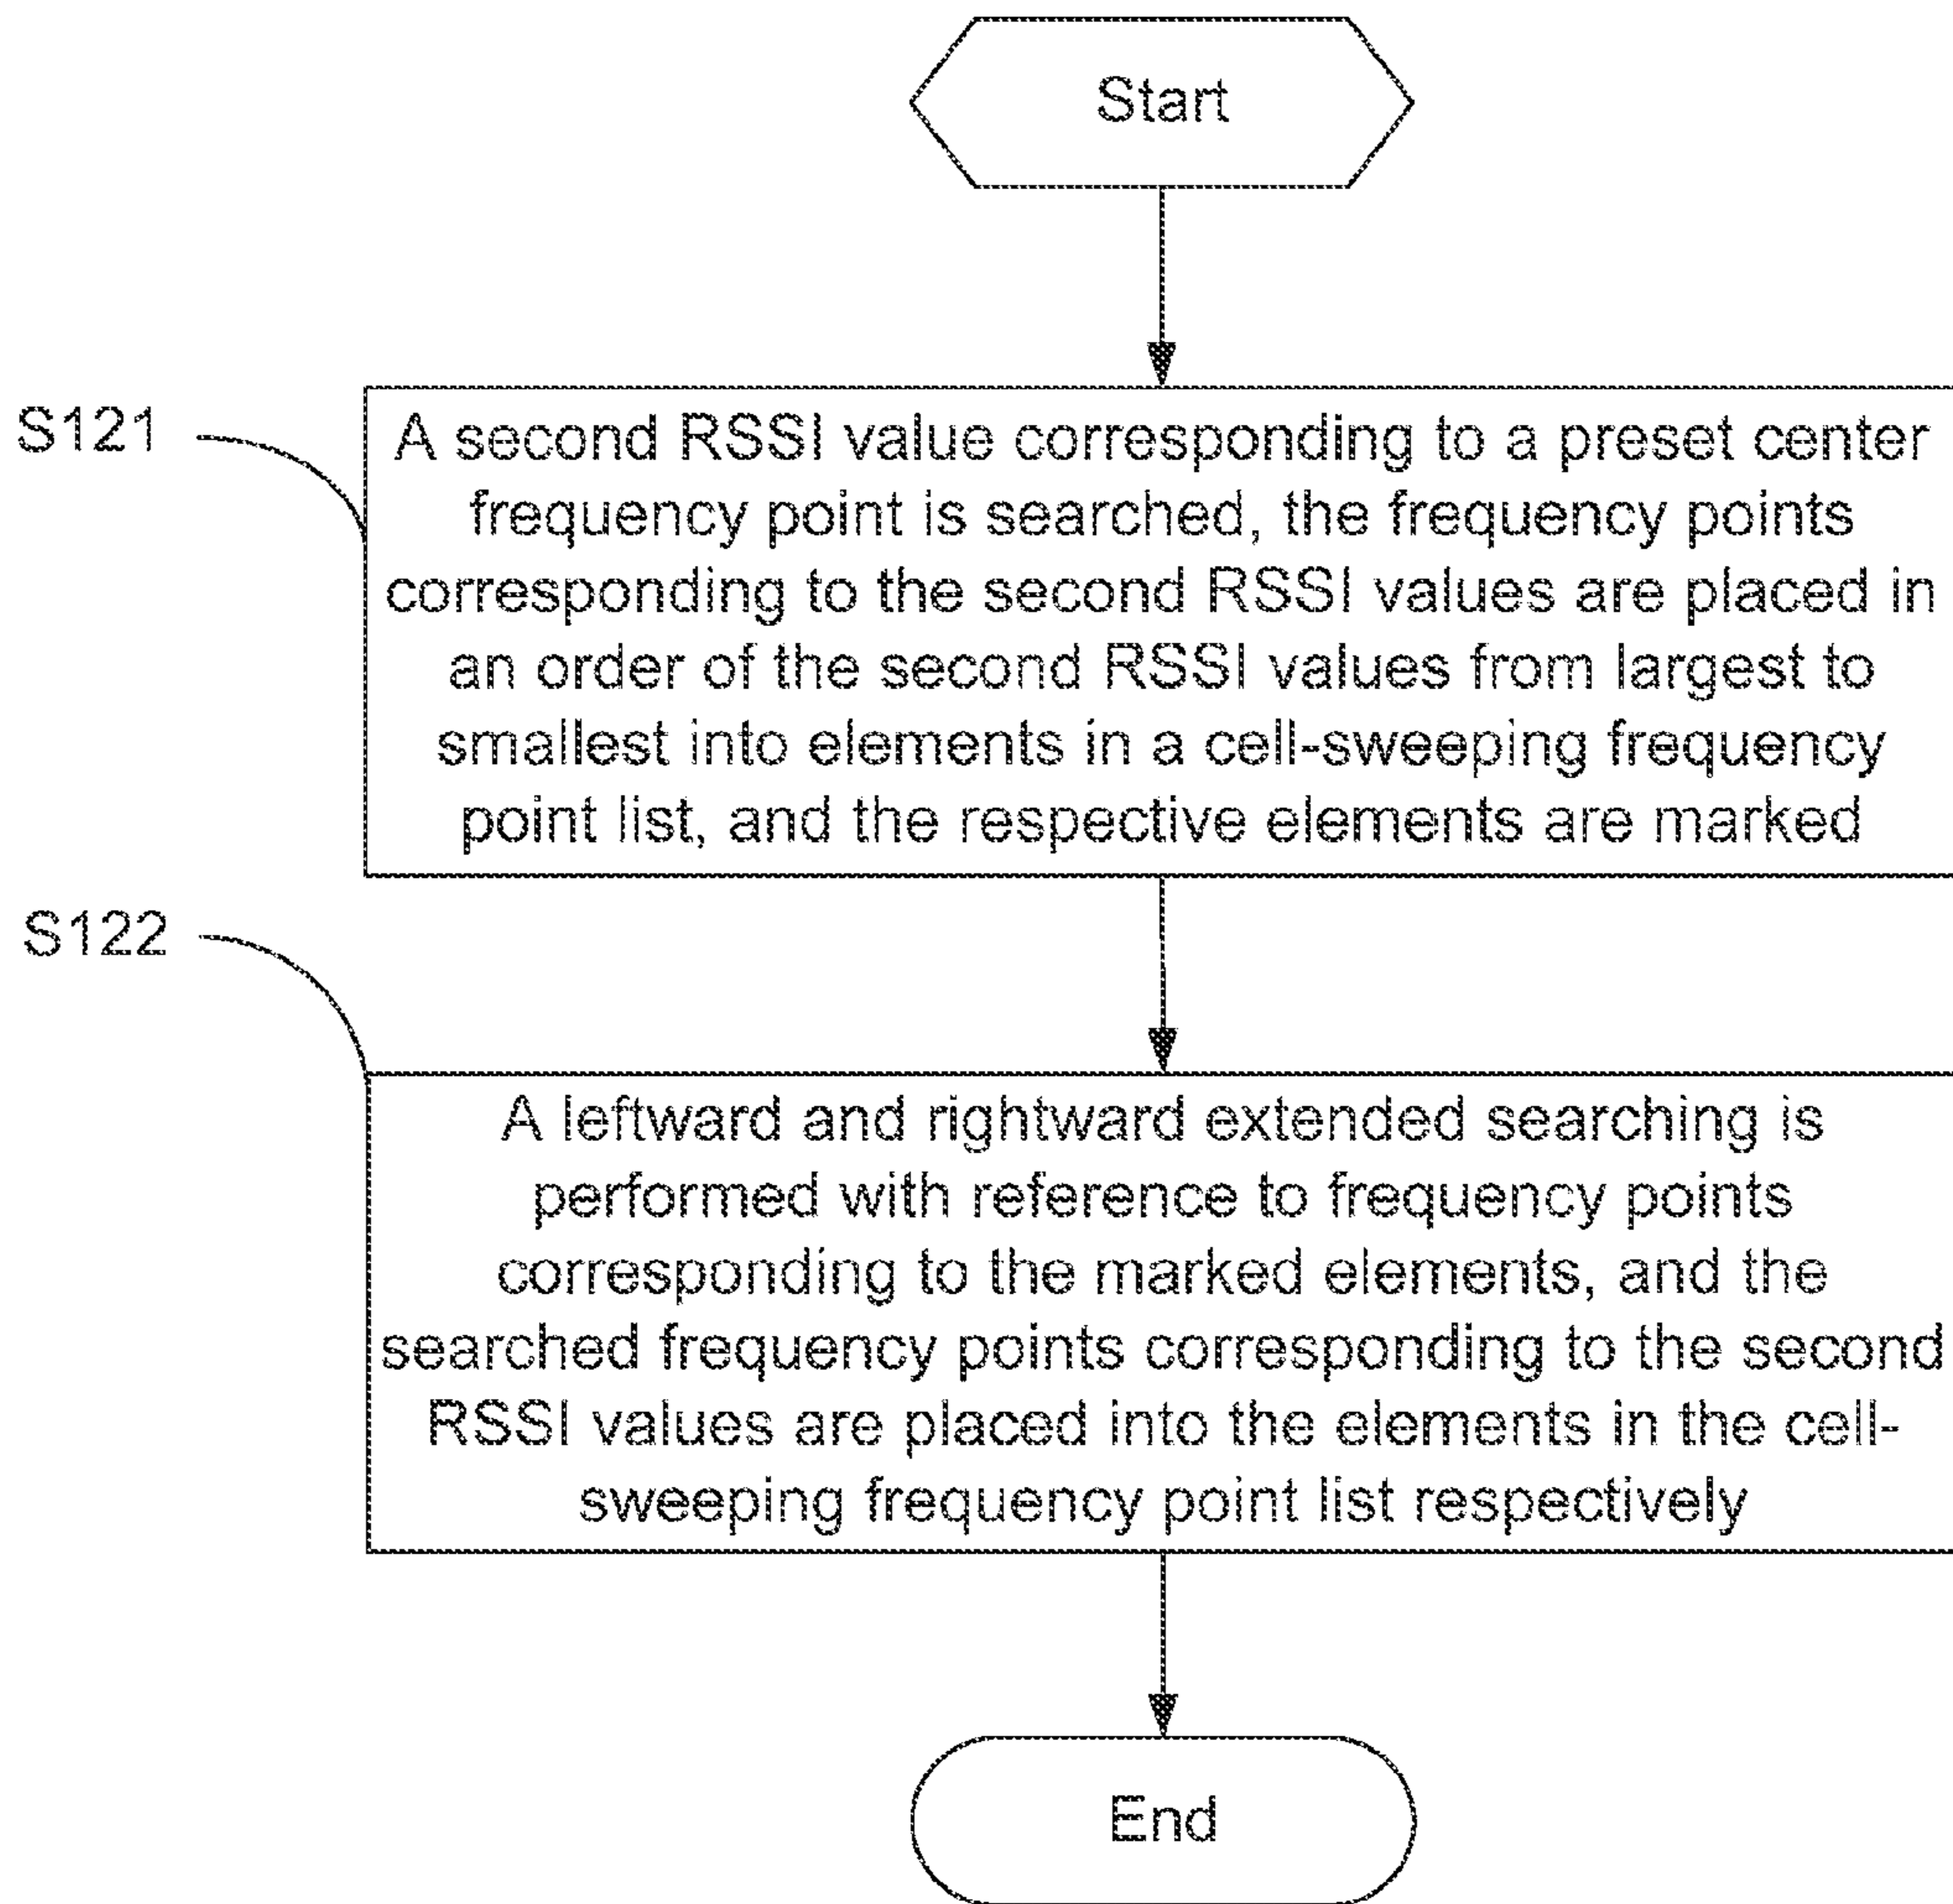 Start
S121
A second RSSI value corresponding to a preset center
frequency point is searched, the frequency points
corresponding to the second RSSI values are placed in
an order of the second RSSI values from largest to
smallest into elements in a cell-sweeping frequency
point list, and the respective elements are marked
S122
A leftward and rightward extended searching is
performed with reference to frequency points
corresponding to the marked elements, and the
searched frequency points corresponding to the second
RSSI values are placed into the elements in the cell-
sweeping frequency point list respectively
End